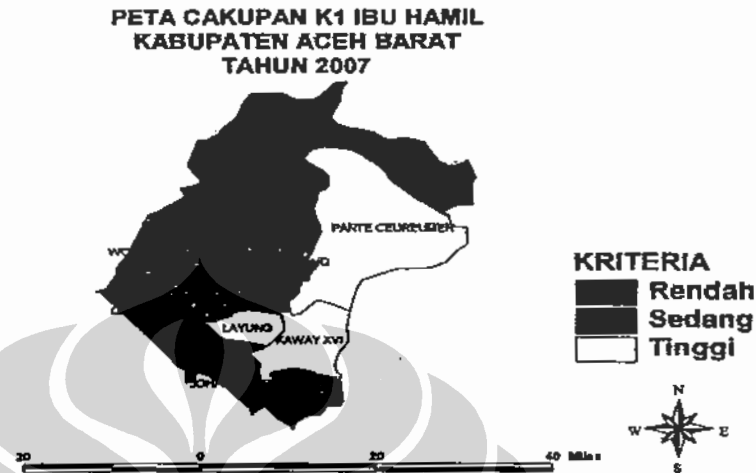 PETA CAKUPAN K1 IBU HAMIL
KABUPATEN ACEH BARAT
TAHUN 2007
PANTE CEUREUMEN
LAYUNG
KAWAY XVI
KRITERIA
Rendah
Sedang
Tinggi
N
W E
S
20 0 20 40 Miles